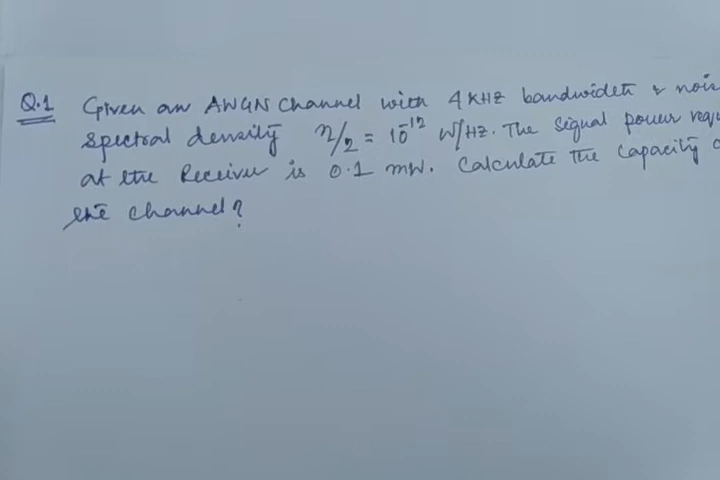 Q.1 Given an AWGN Channel with 4 KHZ bandwidth & nois
spectral density n/2 = 10⁻¹² W/HZ. The signal power requ
at the Receiver is 0.1 mW. Calculate the capacity o
the channel?